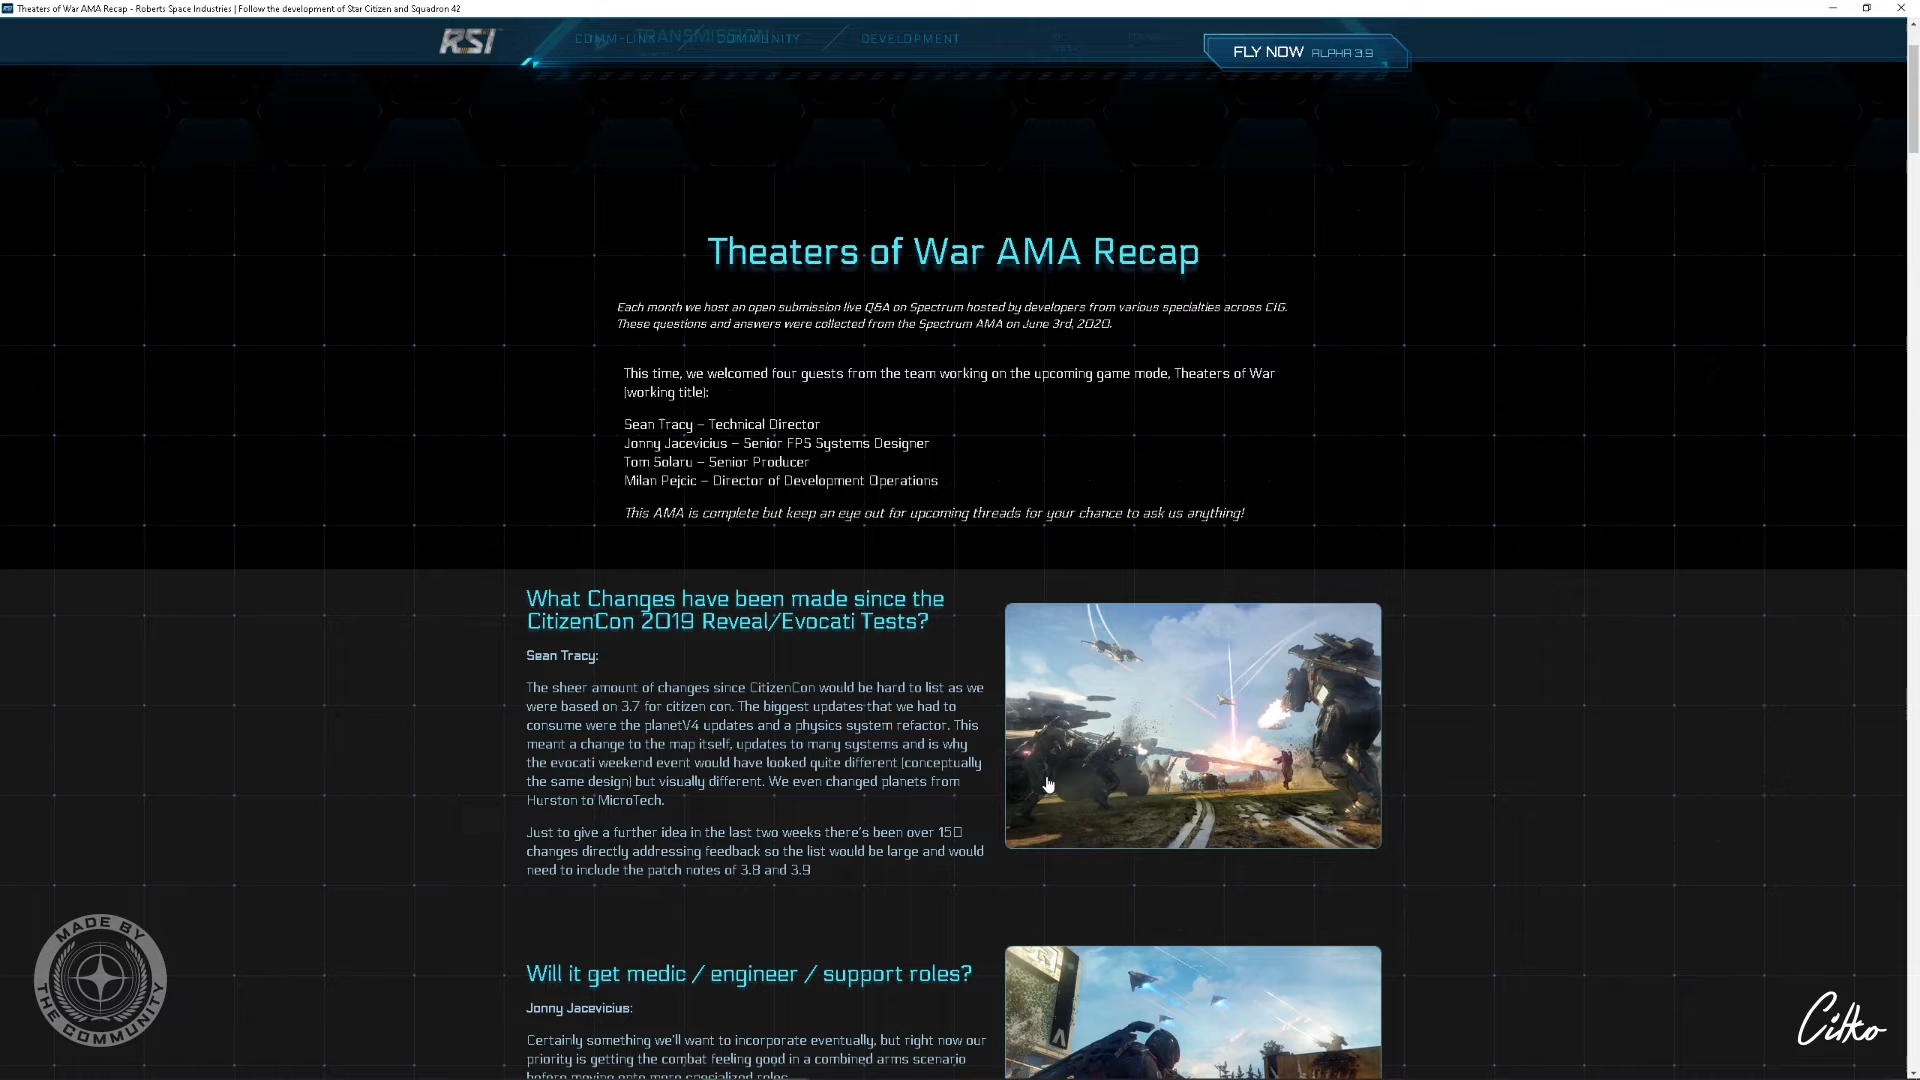 Theaters of War AMA Recap - Roberts Space Industries | Follow the development of Star Citizen and Squadron 42
RSI
COMM-LINK
TRANSMISSION
COMMUNITY
DEVELOPMENT
FLY NOW ALPHA 3.9
Theaters of War AMA Recap
Each month we host an open submission live Q&A on Spectrum hosted by developers from various specialties across CIG.
These questions and answers were collected from the Spectrum AMA on June 3rd, 2020.
This time, we welcomed four guests from the team working on the upcoming game mode, Theaters of War
(working title):
Sean Tracy – Technical Director
Jonny Jacevicius – Senior FPS Systems Designer
Tom Solaru – Senior Producer
Milan Pejcic – Director of Development Operations
This AMA is complete but keep an eye out for upcoming threads for your chance to ask us anything!
What Changes have been made since the
CitizenCon 2019 Reveal/Evocati Tests?
Sean Tracy:
The sheer amount of changes since CitizenCon would be hard to list as we
were based on 3.7 for citizen con. The biggest updates that we had to
consume were the planetV4 updates and a physics system refactor. This
meant a change to the map itself, updates to many systems and is why
the evocati weekend event would have looked quite different (conceptually
the same design) but visually different. We even changed planets from
Hurston to MicroTech.
Just to give a further idea in the last two weeks there's been over 150
changes directly addressing feedback so the list would be large and would
need to include the patch notes of 3.8 and 3.9
Will it get medic / engineer / support roles?
Jonny Jacevicius:
Certainly something we'll want to incorporate eventually, but right now our
priority is getting the combat feeling good in a combined arms scenario
before moving onto more specialized roles.
MADE BY
THE COMMUNITY